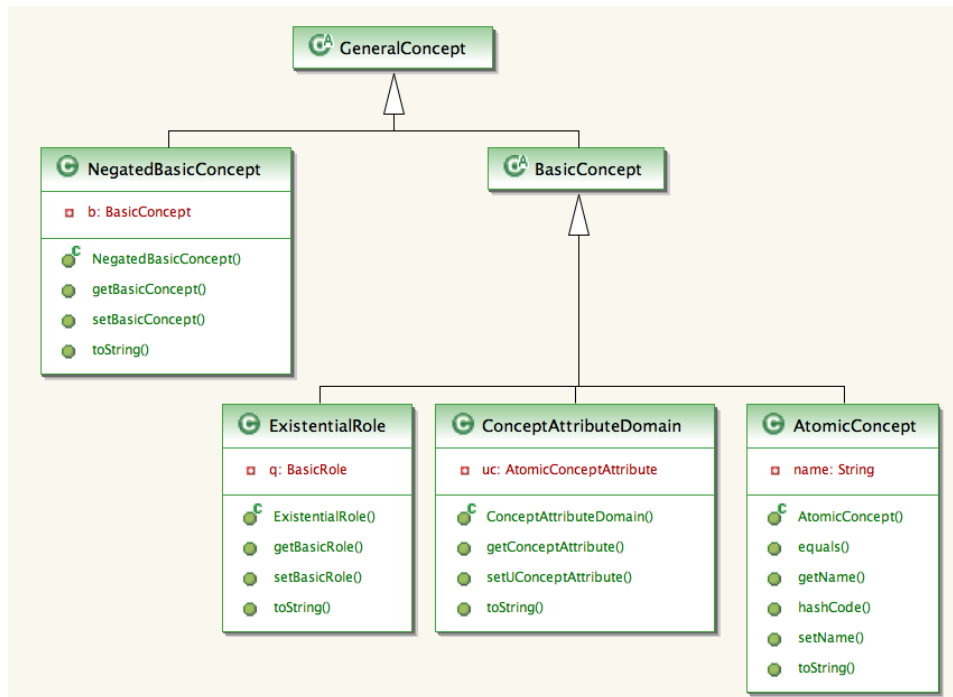 GeneralConcept
NegatedBasicConcept
b: BasicConcept
NegatedBasicConcept()
getBasicConcept()
setBasicConcept()
toString()
BasicConcept
ExistentialRole
q: BasicRole
ExistentialRole()
getBasicRole()
setBasicRole()
toString()
ConceptAttributeDomain
uc: AtomicConceptAttribute
ConceptAttributeDomain()
getConceptAttribute()
setUConceptAttribute()
toString()
AtomicConcept
name: String
AtomicConcept()
equals()
getName()
hashCode()
setName()
toString()